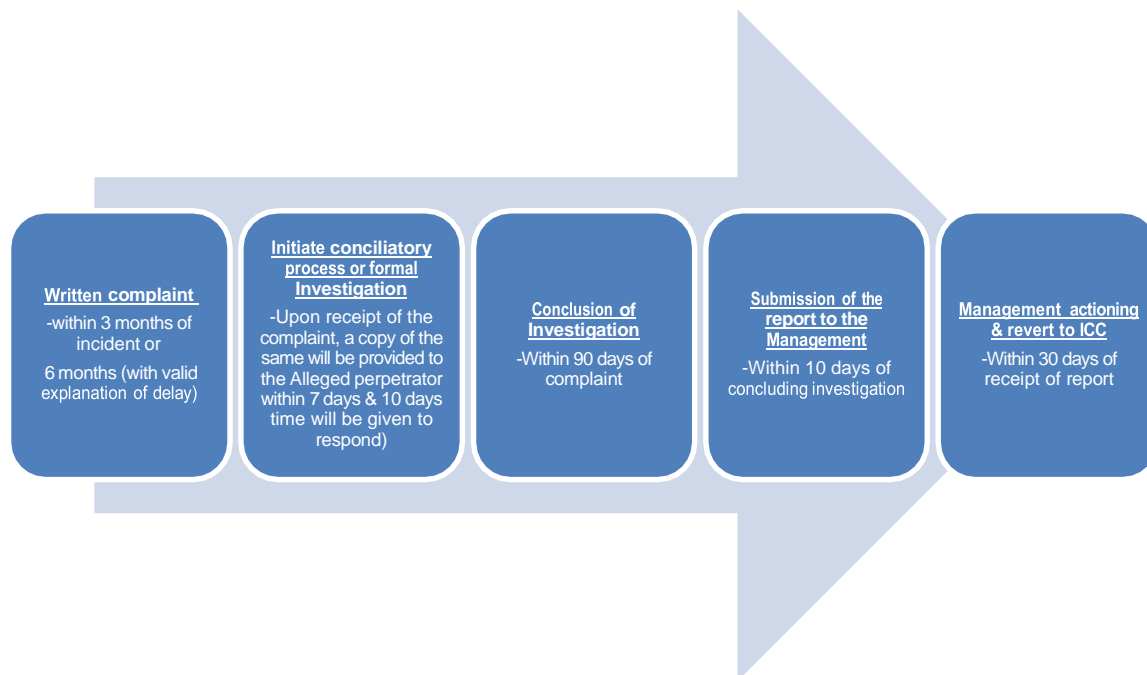 Written complaint
-within 3 months of
incident or
6 months (with valid
explanation of delay)
Initiate conciliatory
process or formal
Investigation
-Upon receipt of the
complaint, a copy of the
same will be provided to
the Alleged perpetrator
within 7 days & 10 days
time will be given to
respond)
Conclusion of
Investigation
-Within 90 days of
complaint
Submission of the
report to the
Management
-Within 10 days of
concluding investigation
Management actioning
& revert to ICC
-Within 30 days of
receipt of report